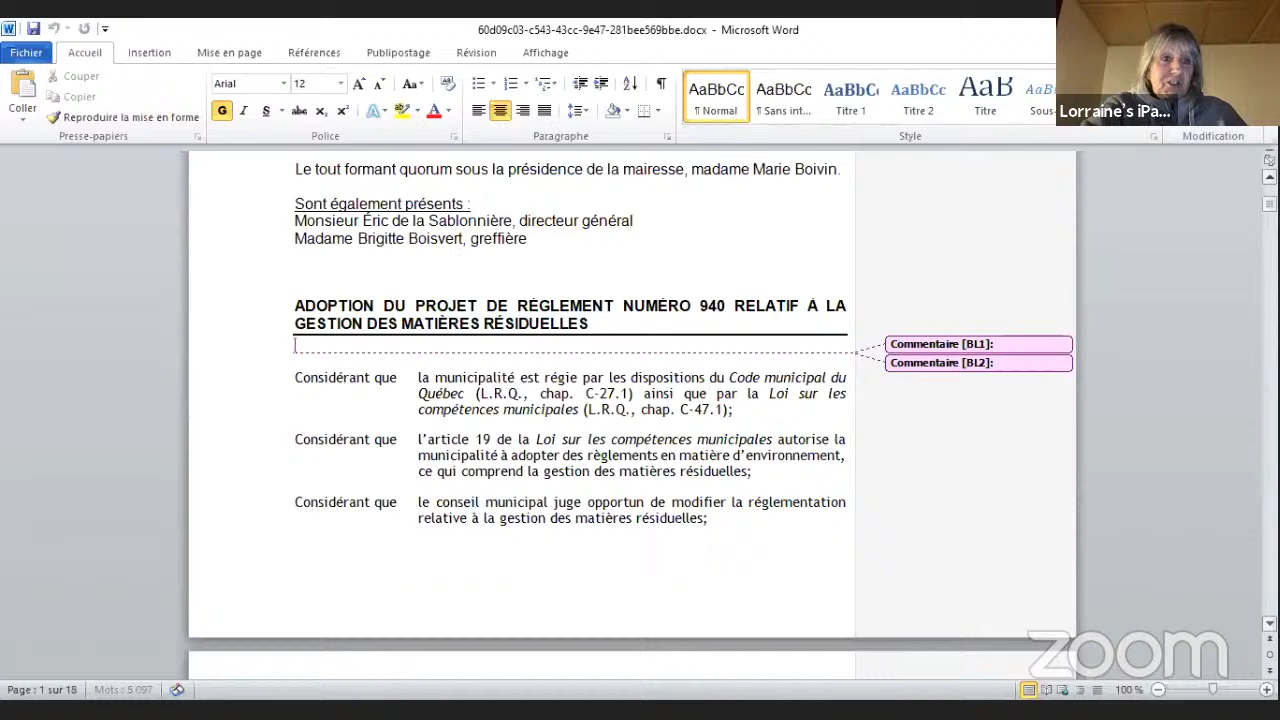 60d09c03-c543-43cc-9e47-281bee569bbe.docx - Microsoft Word
Fichier Accueil Insertion Mise en page Références Publipostage Révision Affichage
Coller
Couper
Copier
Reproduire la mise en forme
Presse-papiers
Arial 12
G I S abc x₂ x² A ab A
Police
Paragraphe
AaBbCc AaBbCc AaBbCc AaBbCc AaB
¶ Normal ¶ Sans int... Titre 1 Titre 2 Titre Sous-
Style
Modification
Lorraine's iPa...
Le tout formant quorum sous la présidence de la mairesse, madame Marie Boivin.
Sont également présents :
Monsieur Éric de la Sablonnière, directeur général
Madame Brigitte Boisvert, greffière
ADOPTION DU PROJET DE RÈGLEMENT NUMÉRO 940 RELATIF À LA
GESTION DES MATIÈRES RÉSIDUELLES
Commentaire [BL1]:
Commentaire [BL2]:
Considérant que la municipalité est régie par les dispositions du Code municipal du
Québec (L.R.Q., chap. C-27.1) ainsi que par la Loi sur les
compétences municipales (L.R.Q., chap. C-47.1);
Considérant que l'article 19 de la Loi sur les compétences municipales autorise la
municipalité à adopter des règlements en matière d'environnement,
ce qui comprend la gestion des matières résiduelles;
Considérant que le conseil municipal juge opportun de modifier la réglementation
relative à la gestion des matières résiduelles;
zoom
Page : 1 sur 18 Mots : 5 097 100 %